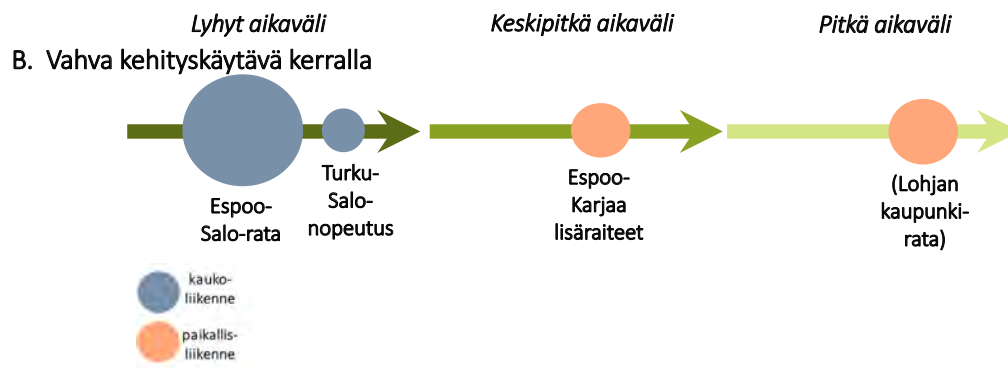 Lyhyt aikaväli
Keskipitkä aikaväli
Pitkä aikaväli
B. Vahva kehityskäytävä kerralla
Espoo-
Salo-rata
Turku-
Salo-
nopeutus
Espoo-
Karjaa
lisäraiteet
(Lohjan
kaupunki-
rata)
kauko-
liikenne
paikallis-
liikenne